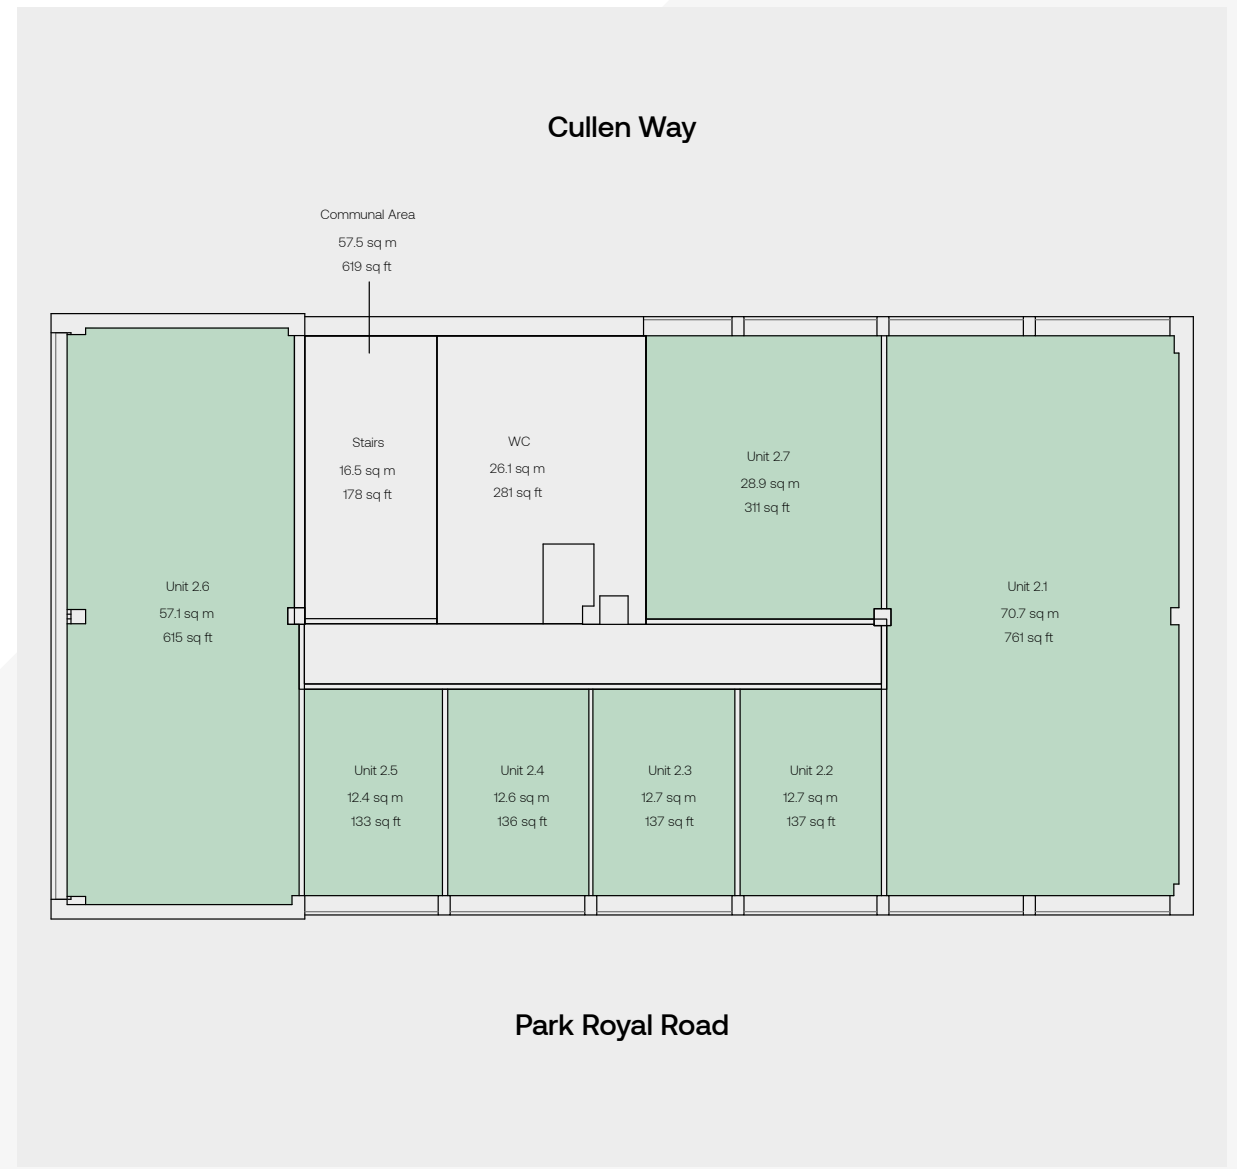 Cullen Way
Communal Area
57.5 sq m
619 sq ft
Stairs
16.5 sq m
178 sq ft
WC
26.1 sq m
281 sq ft
Unit 2.7
28.9 sq m
311 sq ft
Unit 2.6
57.1 sq m
615 sq ft
Unit 2.1
70.7 sq m
761 sq ft
Unit 2.5
12.4 sq m
133 sq ft
Unit 2.4
12.6 sq m
136 sq ft
Unit 2.3
12.7 sq m
137 sq ft
Unit 2.2
12.7 sq m
137 sq ft
Park Royal Road